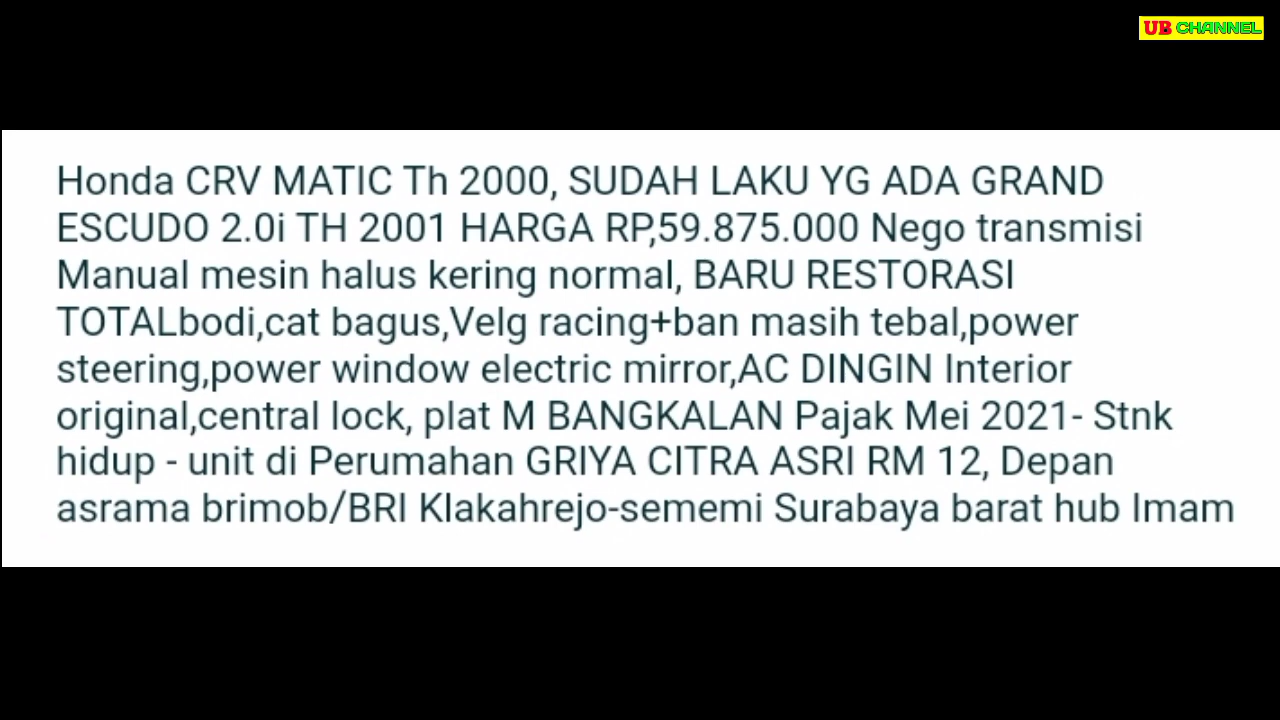 UB CHANNEL
Honda CRV MATIC Th 2000, SUDAH LAKU YG ADA GRAND
ESCUDO 2.0i TH 2001 HARGA RP,59.875.000 Nego transmisi
Manual mesin halus kering normal, BARU RESTORASI
TOTALbodi,cat bagus,Velg racing+ban masih tebal,power
steering,power window electric mirror,AC DINGIN Interior
original,central lock, plat M BANGKALAN Pajak Mei 2021- Stnk
hidup - unit di Perumahan GRIYA CITRA ASRI RM 12, Depan
asrama brimob/BRI Klakahrejo-sememi Surabaya barat hub Imam